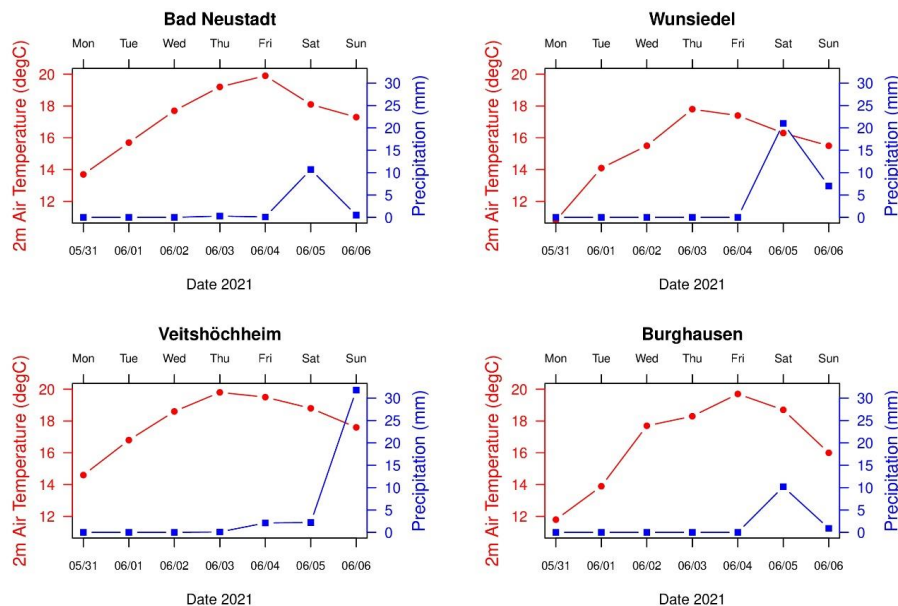 Bad Neustadt
Mon Tue Wed Thu Fri Sat Sun
2m Air Temperature (degC)
20
18
16
14
12
30
25
20
15
10
5
0
Precipitation (mm)
05/31 06/01 06/02 06/03 06/04 06/05 06/06
Date 2021
Wunsiedel
Mon Tue Wed Thu Fri Sat Sun
2m Air Temperature (degC)
20
18
16
14
12
30
25
20
15
10
5
0
Precipitation (mm)
05/31 06/01 06/02 06/03 06/04 06/05 06/06
Date 2021
Veitshöchheim
Mon Tue Wed Thu Fri Sat Sun
2m Air Temperature (degC)
20
18
16
14
12
30
25
20
15
10
5
0
Precipitation (mm)
05/31 06/01 06/02 06/03 06/04 06/05 06/06
Date 2021
Burghausen
Mon Tue Wed Thu Fri Sat Sun
2m Air Temperature (degC)
20
18
16
14
12
30
25
20
15
10
5
0
Precipitation (mm)
05/31 06/01 06/02 06/03 06/04 06/05 06/06
Date 2021